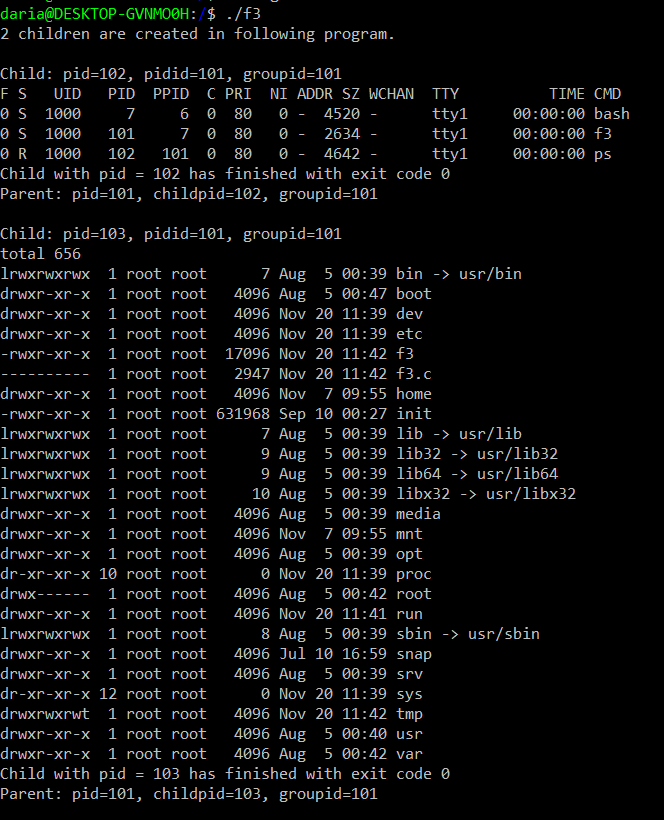 daria@DESKTOP-GVNMO0H:/$ ./f3
2 children are created in following program.

Child: pid=102, pidid=101, groupid=101
F S   UID   PID  PPID  C PRI  NI ADDR SZ WCHAN  TTY          TIME CMD
0 S  1000     7     6  0  80   0 -  4520 -      tty1     00:00:00 bash
0 S  1000   101     7  0  80   0 -  2634 -      tty1     00:00:00 f3
0 R  1000   102   101  0  80   0 -  4642 -      tty1     00:00:00 ps
Child with pid = 102 has finished with exit code 0
Parent: pid=101, childpid=102, groupid=101

Child: pid=103, pidid=101, groupid=101
total 656
lrwxrwxrwx  1 root root      7 Aug  5 00:39 bin -> usr/bin
drwxr-xr-x  1 root root   4096 Aug  5 00:47 boot
drwxr-xr-x  1 root root   4096 Nov 20 11:39 dev
drwxr-xr-x  1 root root   4096 Nov 20 11:39 etc
-rwxr-xr-x  1 root root  17096 Nov 20 11:42 f3
----------  1 root root   2947 Nov 20 11:42 f3.c
drwxr-xr-x  1 root root   4096 Nov  7 09:55 home
-rwxr-xr-x  1 root root 631968 Sep 10 00:27 init
lrwxrwxrwx  1 root root      7 Aug  5 00:39 lib -> usr/lib
lrwxrwxrwx  1 root root      9 Aug  5 00:39 lib32 -> usr/lib32
lrwxrwxrwx  1 root root      9 Aug  5 00:39 lib64 -> usr/lib64
lrwxrwxrwx  1 root root     10 Aug  5 00:39 libx32 -> usr/libx32
drwxr-xr-x  1 root root   4096 Aug  5 00:39 media
drwxr-xr-x  1 root root   4096 Nov  7 09:55 mnt
drwxr-xr-x  1 root root   4096 Aug  5 00:39 opt
dr-xr-xr-x 10 root root      0 Nov 20 11:39 proc
drwx------  1 root root   4096 Aug  5 00:42 root
drwxr-xr-x  1 root root   4096 Nov 20 11:41 run
lrwxrwxrwx  1 root root      8 Aug  5 00:39 sbin -> usr/sbin
drwxr-xr-x  1 root root   4096 Jul 10 16:59 snap
drwxr-xr-x  1 root root   4096 Aug  5 00:39 srv
dr-xr-xr-x 12 root root      0 Nov 20 11:39 sys
drwxrwxrwt  1 root root   4096 Nov 20 11:42 tmp
drwxr-xr-x  1 root root   4096 Aug  5 00:40 usr
drwxr-xr-x  1 root root   4096 Aug  5 00:42 var
Child with pid = 103 has finished with exit code 0
Parent: pid=101, childpid=103, groupid=101